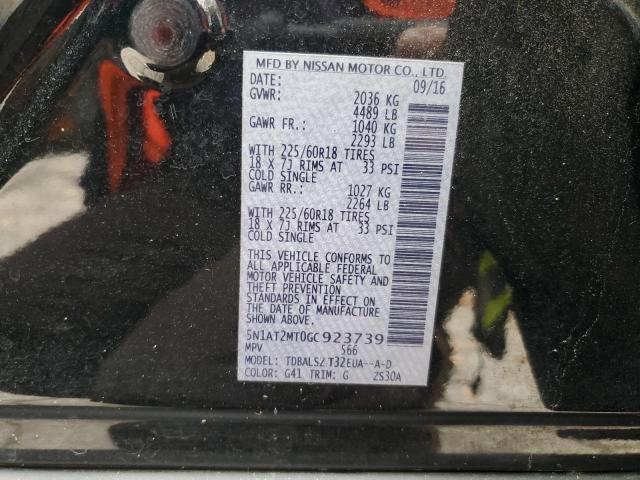 MFD BY NISSAN MOTOR CO., LTD.
DATE: 09/16
GVWR: 2036 KG
4489 LB
GAWR FR.: 1040 KG
2293 LB
WITH 225/60R18 TIRES
18 X 7J RIMS AT 33 PSI
COLD SINGLE
GAWR RR.: 1027 KG
2264 LB
WITH 225/60R18 TIRES
18 X 7J RIMS AT 33 PSI
COLD SINGLE
THIS VEHICLE CONFORMS TO
ALL APPLICABLE FEDERAL
MOTOR VEHICLE SAFETY AND
THEFT PREVENTION
STANDARDS IN EFFECT ON
THE DATE OF MANUFACTURE
SHOWN ABOVE.
5N1AT2MT0GC923739
MPV 566
MODEL: TDBALSZ T32EUA--A-D
COLOR: G41 TRIM: G 2S30A